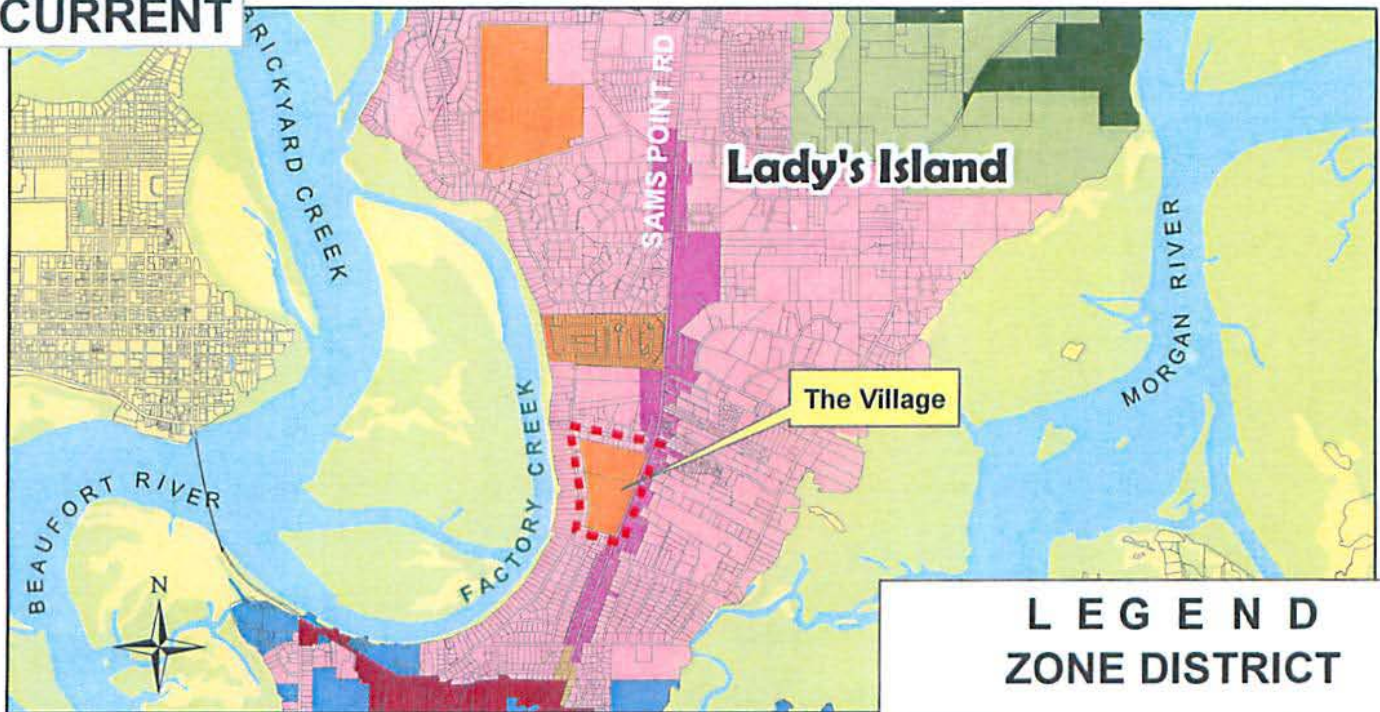 CURRENT
BRICKYARD CREEK
SAMS POINT RD
Lady's Island
MORGAN RIVER
The Village
FACTORY CREEK
BEAUFORT RIVER
N
LEGEND
ZONE DISTRICT